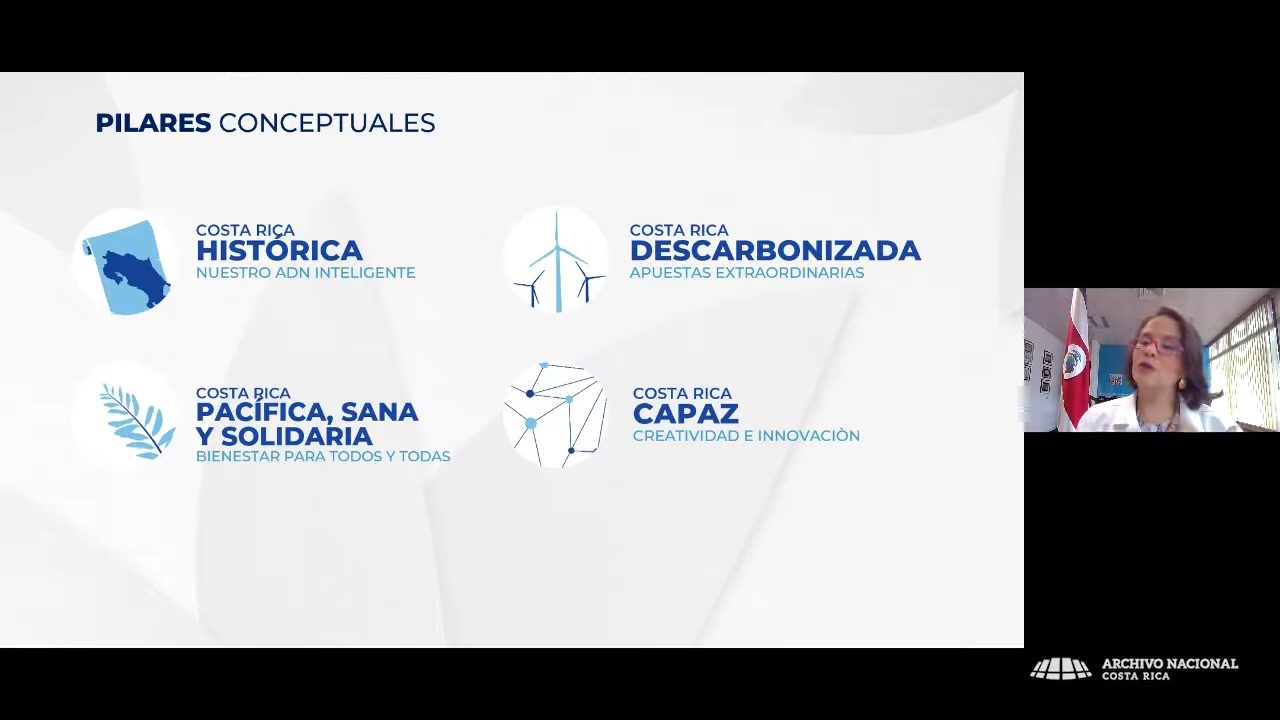 PILARES CONCEPTUALES
COSTA RICA
HISTÓRICA
NUESTRO ADN INTELIGENTE
COSTA RICA
DESCARBONIZADA
APUESTAS EXTRAORDINARIAS
COSTA RICA
PACÍFICA, SANA
Y SOLIDARIA
BIENESTAR PARA TODOS Y TODAS
COSTA RICA
CAPAZ
CREATIVIDAD E INNOVACIÒN
ARCHIVO NACIONAL
COSTA RICA